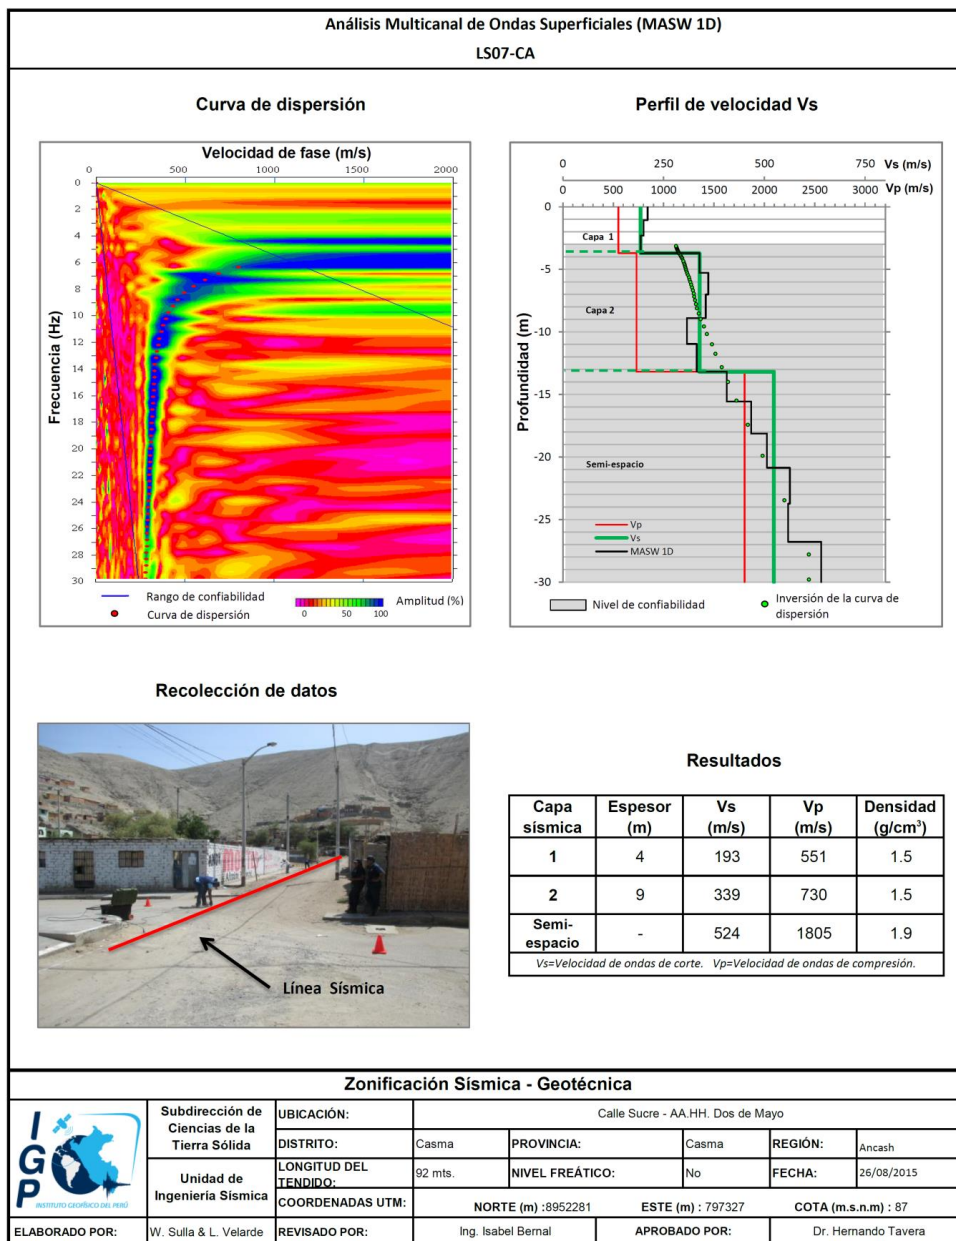 Análisis Multicanal de Ondas Superficiales (MASW 1D)
LS07-CA
Curva de dispersión
Velocidad de fase (m/s)
0 500 1000 1500 2000
Frecuencia (Hz)
0
2
4
6
8
10
12
14
16
18
20
22
24
26
28
30
Rango de confiabilidad
Curva de dispersión
0 50 100
Amplitud (%)
Perfil de velocidad Vs
0 250 500 750 Vs (m/s)
0 500 1000 1500 2000 2500 3000 Vp (m/s)
Profundidad (m)
0
-5
-10
-15
-20
-25
-30
Capa 1
Capa 2
Semi-espacio
Vp
Vs
MASW 1D
Nivel de confiabilidad
Inversión de la curva de
dispersión
Recolección de datos
Línea Sísmica
Resultados
Capa sísmica Espesor (m) Vs (m/s) Vp (m/s) Densidad (g/cm³)
1 4 193 551 1.5
2 9 339 730 1.5
Semi-espacio - 524 1805 1.9
Vs=Velocidad de ondas de corte. Vp=Velocidad de ondas de compresión.
Zonificación Sísmica - Geotécnica
IGP
INSTITUTO GEOFÍSICO DEL PERÚ
Subdirección de
Ciencias de la
Tierra Sólida
Unidad de
Ingeniería Sísmica
UBICACIÓN: Calle Sucre - AA.HH. Dos de Mayo
DISTRITO: Casma PROVINCIA: Casma REGIÓN: Ancash
LONGITUD DEL TENDIDO: 92 mts. NIVEL FREÁTICO: No FECHA: 26/08/2015
COORDENADAS UTM: NORTE (m) :8952281 ESTE (m) : 797327 COTA (m.s.n.m) : 87
ELABORADO POR: W. Sulla & L. Velarde REVISADO POR: Ing. Isabel Bernal APROBADO POR: Dr. Hernando Tavera